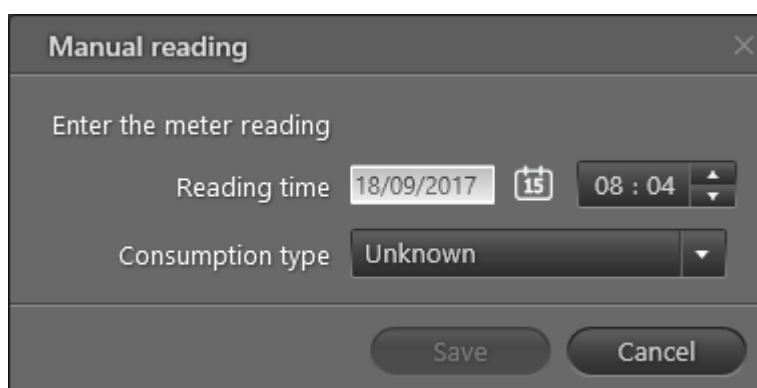 Manual reading
Enter the meter reading
Reading time 18/09/2017 15 08 : 04
Consumption type Unknown
Save Cancel